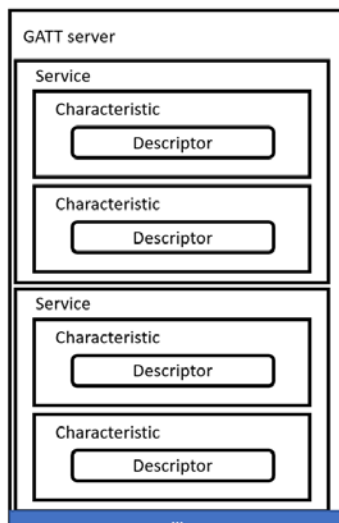 GATT server
Service
Characteristic
Descriptor
Characteristic
Descriptor
Service
Characteristic
Descriptor
Characteristic
Descriptor